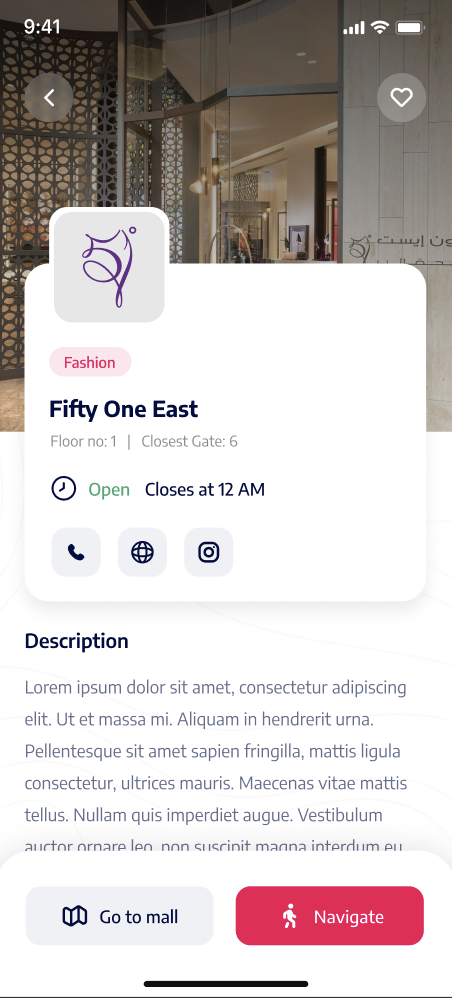 9:41
ون إيست
Fashion
Fifty One East
Floor no: 1 | Closest Gate: 6
Open Closes at 12 AM
Description
Lorem ipsum dolor sit amet, consectetur adipiscing
elit. Ut et massa mi. Aliquam in hendrerit urna.
Pellentesque sit amet sapien fringilla, mattis ligula
consectetur, ultrices mauris. Maecenas vitae mattis
tellus. Nullam quis imperdiet augue. Vestibulum
auctor ornare leo, non suscipit magna interdum eu
Go to mall
Navigate